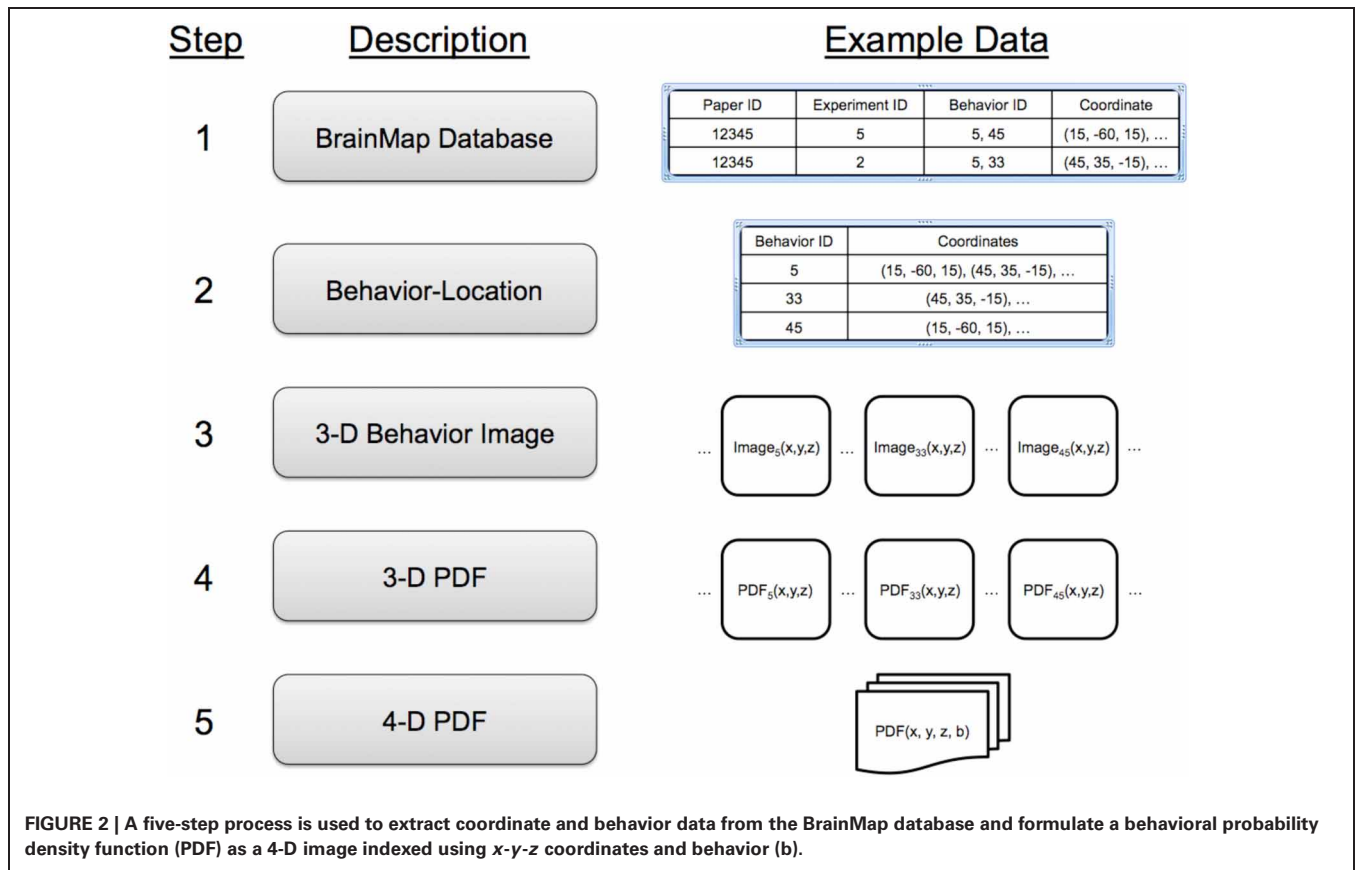 Step Description Example Data
1 BrainMap Database
Paper ID Experiment ID Behavior ID Coordinate
12345 5 5, 45 (15, -60, 15), ...
12345 2 5, 33 (45, 35, -15), ...
2 Behavior-Location
Behavior ID Coordinates
5 (15, -60, 15), (45, 35, -15), ...
33 (45, 35, -15), ...
45 (15, -60, 15), ...
3 3-D Behavior Image
... Image₅(x,y,z) ... Image₃₃(x,y,z) ... Image₄₅(x,y,z) ...
4 3-D PDF
... PDF₅(x,y,z) ... PDF₃₃(x,y,z) ... PDF₄₅(x,y,z) ...
5 4-D PDF
PDF(x, y, z, b)
FIGURE 2 | A five-step process is used to extract coordinate and behavior data from the BrainMap database and formulate a behavioral probability
density function (PDF) as a 4-D image indexed using x-y-z coordinates and behavior (b).